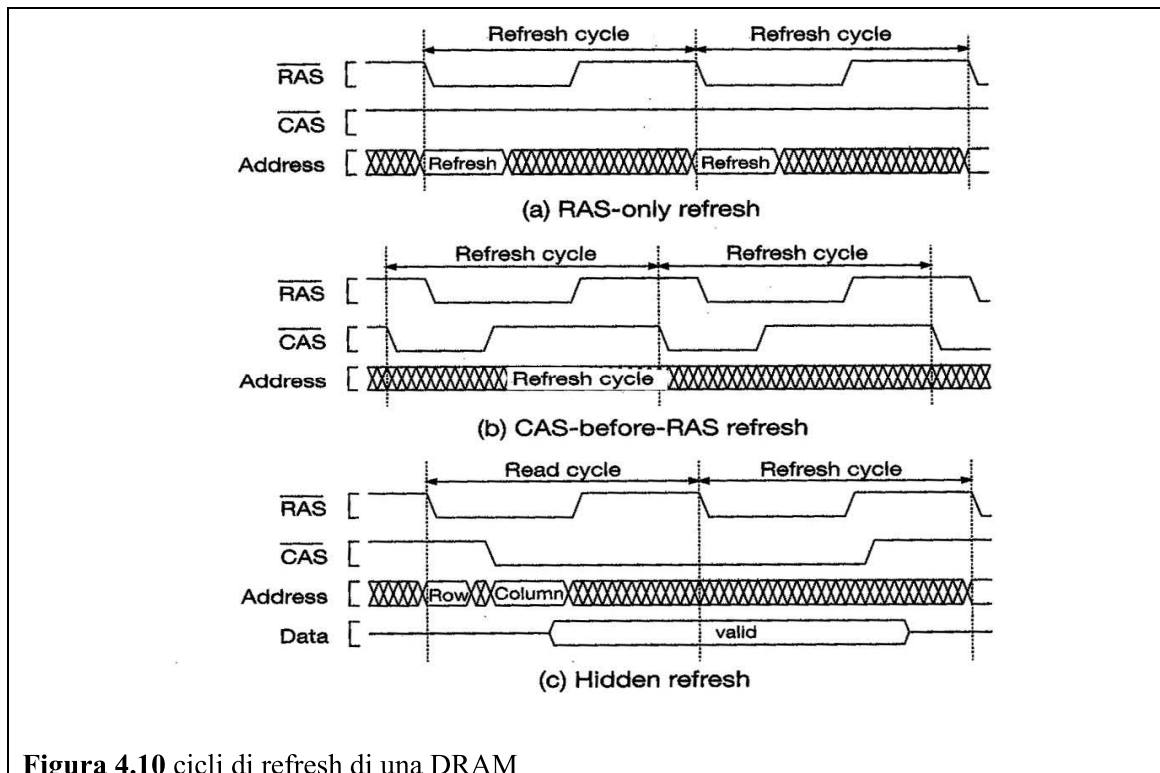 Refresh cycle Refresh cycle
RAS
CAS
Address Refresh Refresh
(a) RAS-only refresh
Refresh cycle Refresh cycle
RAS
CAS
Address Refresh cycle
(b) CAS-before-RAS refresh
Read cycle Refresh cycle
RAS
CAS
Address Row Column
Data valid
(c) Hidden refresh
Figura 4.10 cicli di refresh di una DRAM